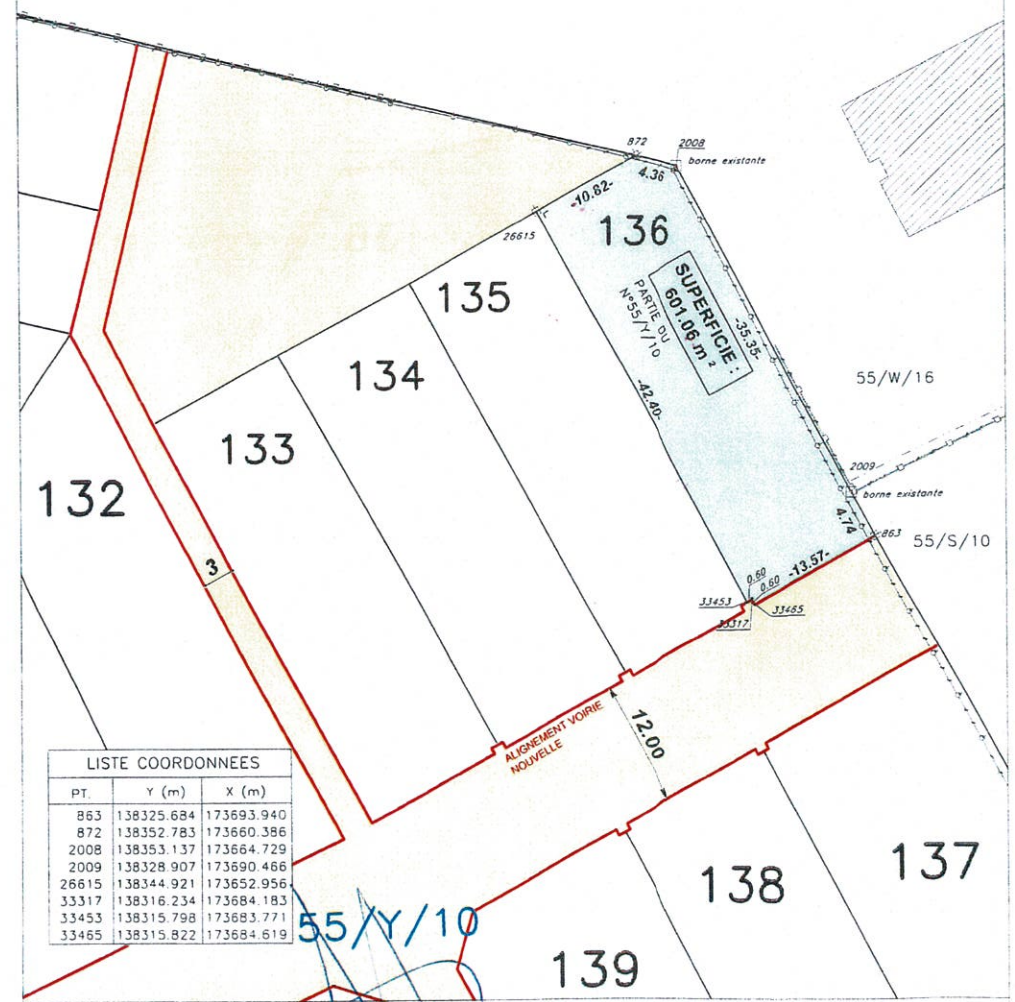 872
2008
borne existante
4.36
-10.82-
26615
136
SUPERFICIE :
601.06 m ²
PARTIE DU
N°55/Y/10
-35.35-
-42.40-
135
134
133
132
55/W/16
2009
borne existante
4.74
863
55/S/10
-13.57-
0.60
0.60
33453
33317
33465
3
ALIGNEMENT VOIRIE
NOUVELLE
12.00
LISTE COORDONNEES
PT. Y (m) X (m)
863 138325.684 173693.940
872 138352.783 173660.386
2008 138353.137 173664.729
2009 138328.907 173690.466
26615 138344.921 173652.956
33317 138316.234 173684.183
33453 138315.798 173683.771
33465 138315.822 173684.619
55/Y/10
137
138
139